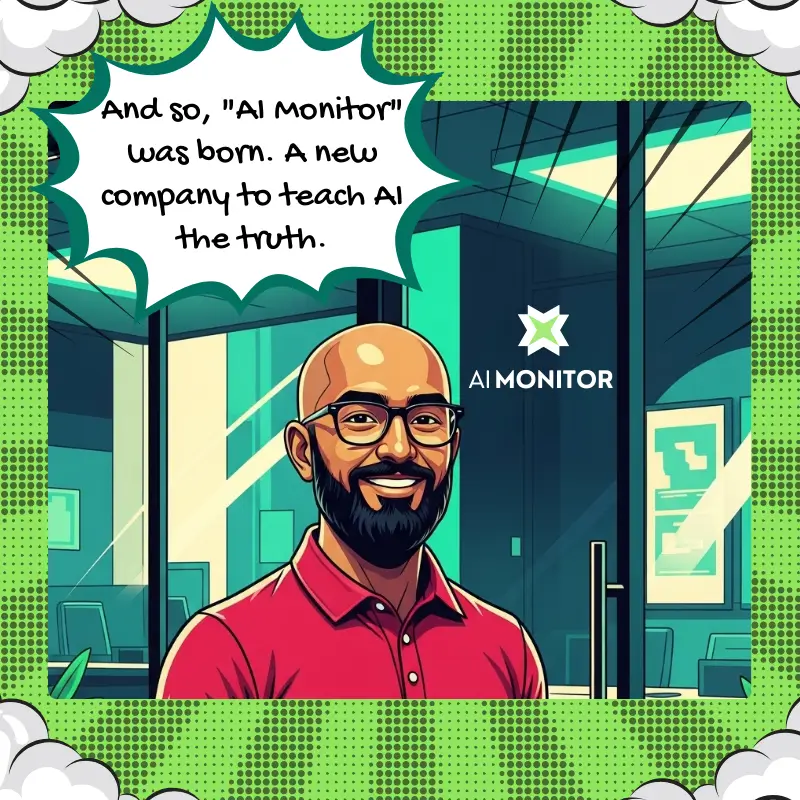 And so, "AI Monitor"
was born. A new
company to teach AI
the truth.
AI MONITOR